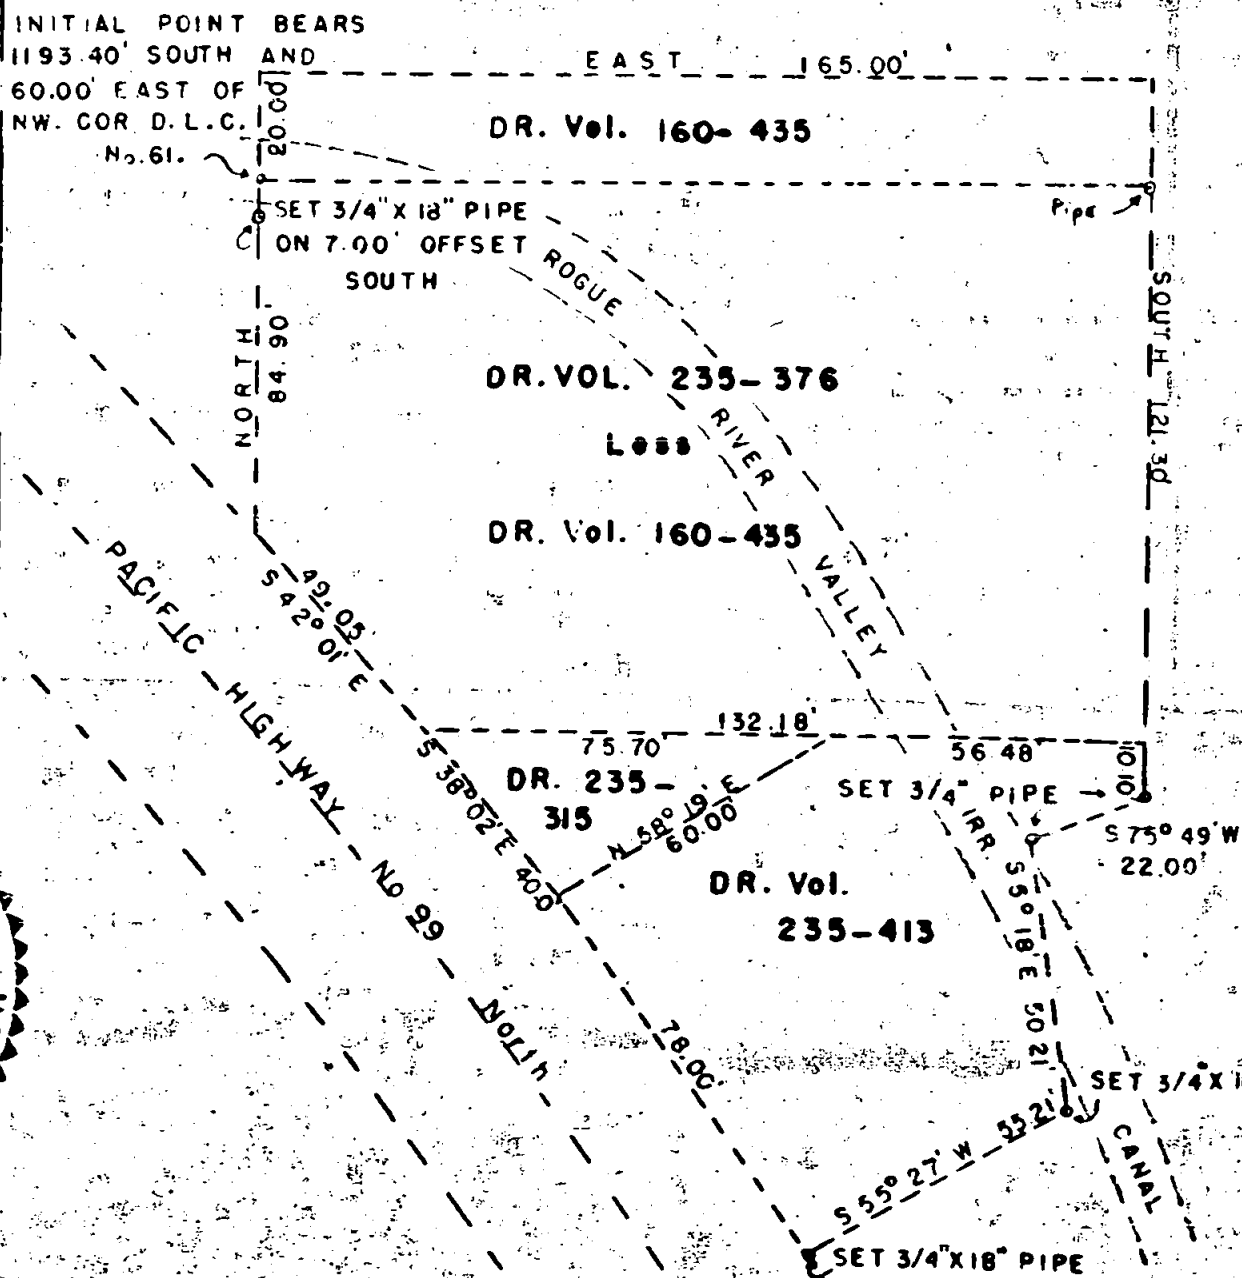 INITIAL POINT BEARS
1193.40' SOUTH AND
60.00' EAST OF
NW. COR D.L.C.
No.61.
EAST 165.00'
20.00'
DR. Vol. 160-435
SET 3/4" X 18" PIPE
ON 7.00' OFFSET
SOUTH
Pipe
ROGUE
RIVER
VALLEY
IRR.
CANAL
NORTH
84.90'
SOUTH 121.30
DR. VOL. 235-376
Less
DR. Vol. 160-435
49.05
S 42° 01' E
132.18'
75.70
56.48
10.10
PACIFIC HIGHWAY No 99 North
S 38° 02' E 40.0
DR. 235-
315
N 58° 19' E
60.00
SET 3/4" PIPE
S 75° 49' W
22.00'
DR. Vol.
235-413
S 5° 18' E 50.21'
78.00'
SET 3/4" X 1
S 55° 27' W 55.21'
SET 3/4" X 18" PIPE